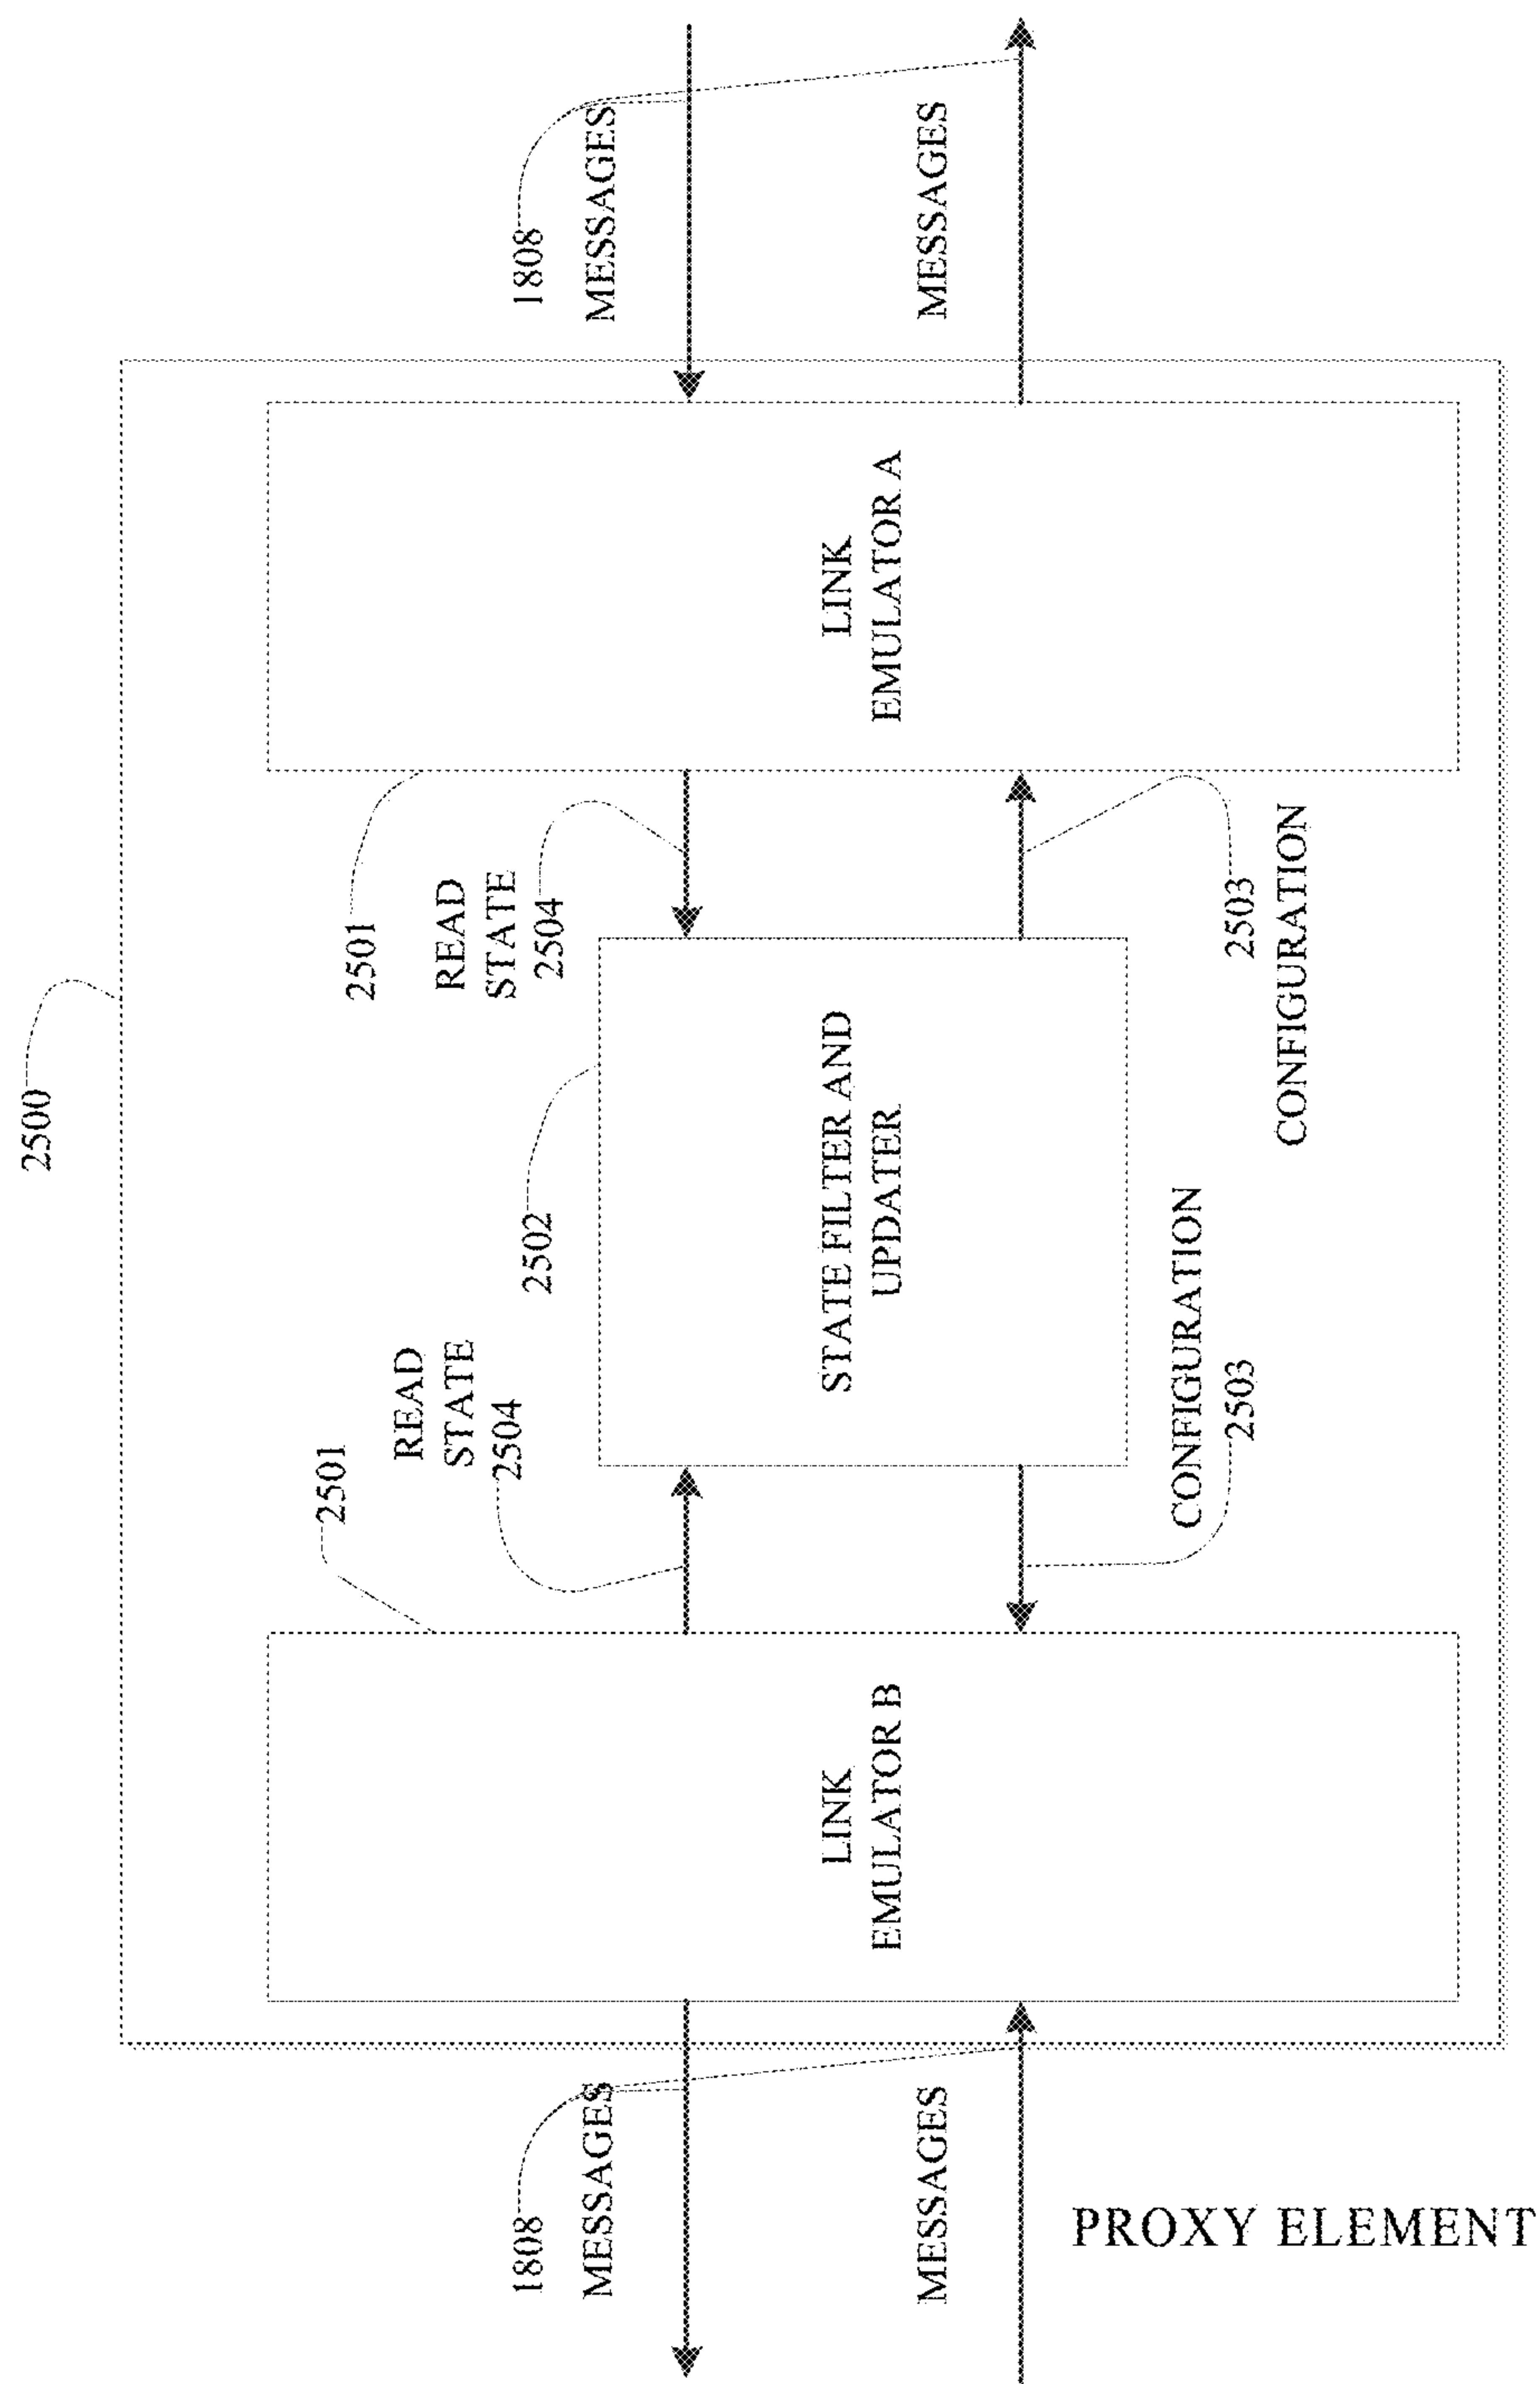 2500
2501
2501
READ
STATE
2504
READ
STATE
2504
1808
2502
1808
MESSAGES
MESSAGES
LINK
EMULATOR B
STATE FILTER AND
UPDATER
LINK
EMULATOR A
MESSAGES
MESSAGES
CONFIGURATION
2503
2503
CONFIGURATION
PROXY ELEMENT